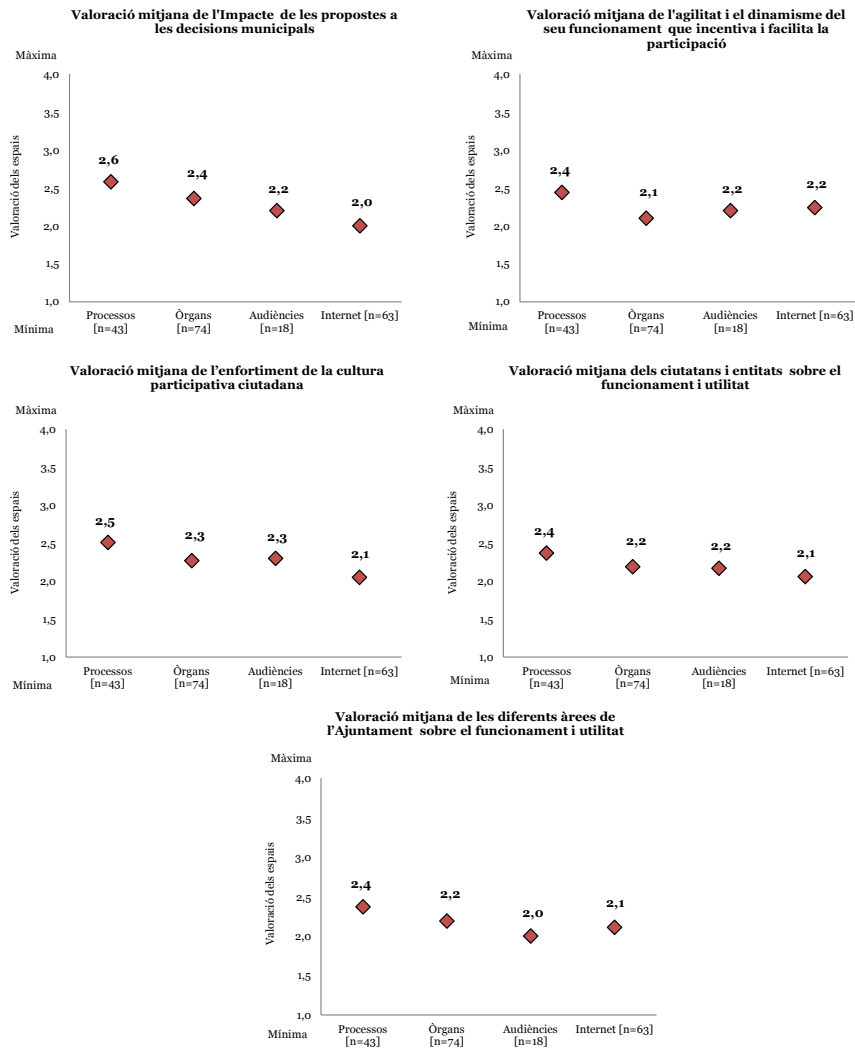 Valoració mitjana de l'Impacte de les propostes a
les decisions municipals
Màxima
4,0
3,5
3,0
2,5
2,0
1,5
1,0
Mínima
Valoració dels espais
2,6
2,4
2,2
2,0
Processos
[n=43]
Òrgans
[n=74]
Audiències
[n=18]
Internet [n=63]
Valoració mitjana de l'agilitat i el dinamisme del
seu funcionament que incentiva i facilita la
participació
Màxima
4,0
3,5
3,0
2,5
2,0
1,5
1,0
Mínima
Valoració dels espais
2,4
2,1
2,2
2,2
Processos
[n=43]
Òrgans
[n=74]
Audiències
[n=18]
Internet [n=63]
Valoració mitjana de l'enfortiment de la cultura
participativa ciutadana
Màxima
4,0
3,5
3,0
2,5
2,0
1,5
1,0
Mínima
Valoració dels espais
2,5
2,3
2,3
2,1
Processos
[n=43]
Òrgans
[n=74]
Audiències
[n=18]
Internet [n=63]
Valoració mitjana dels ciutatans i entitats sobre el
funcionament i utilitat
Màxima
4,0
3,5
3,0
2,5
2,0
1,5
1,0
Mínima
Valoració dels espais
2,4
2,2
2,2
2,1
Processos
[n=43]
Òrgans
[n=74]
Audiències
[n=18]
Internet [n=63]
Valoració mitjana de les diferents àrees de
l'Ajuntament sobre el funcionament i utilitat
Màxima
4,0
3,5
3,0
2,5
2,0
1,5
1,0
Mínima
Valoració dels espais
2,4
2,2
2,0
2,1
Processos
[n=43]
Òrgans
[n=74]
Audiències
[n=18]
Internet [n=63]